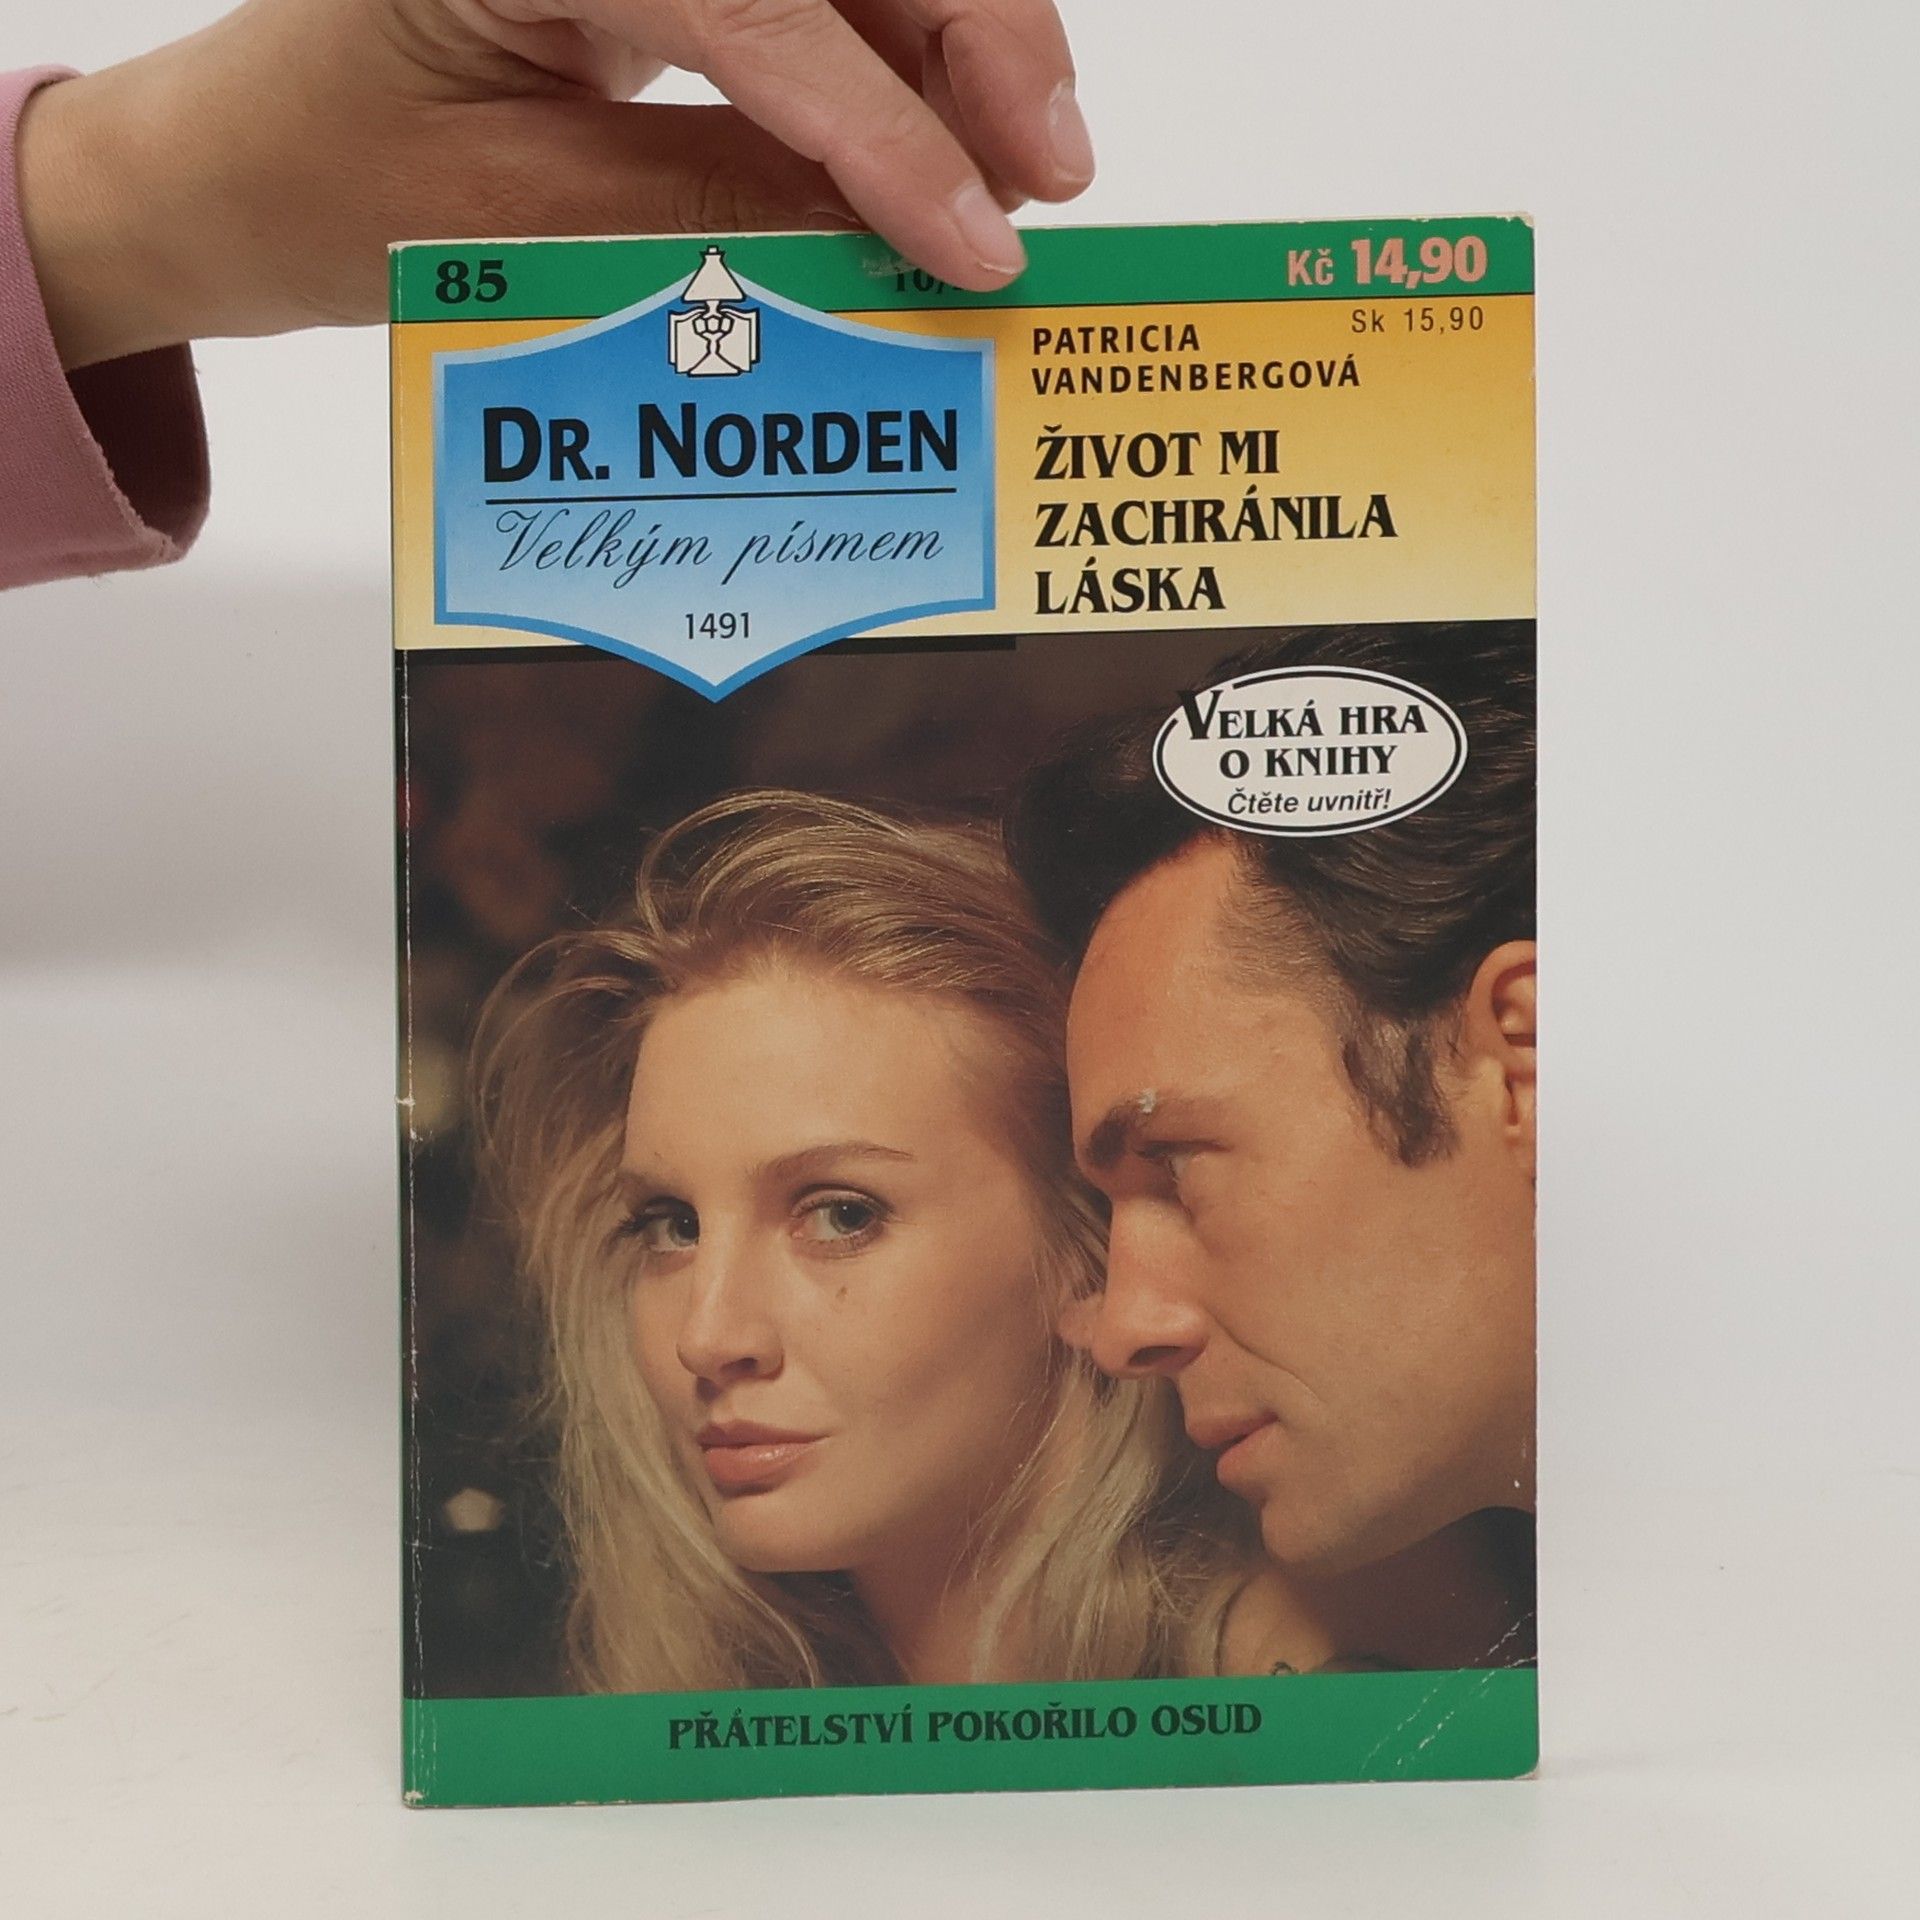 85
Kč 14,90
Sk 15,90
DR. NORDEN
Velkým písmem
1491
PATRICIA
VANDENBERGOVÁ
ŽIVOT MI
ZACHRÁNILA
LÁSKA
VELKÁ HRA
O KNIHY
Čtěte uvnitř!
PŘÁTELSTVÍ POKOŘILO OSUD